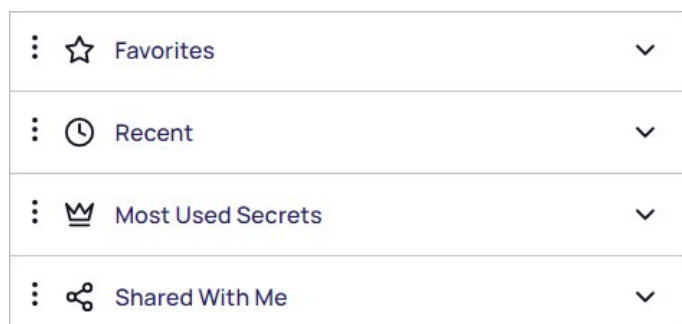 Favorites
Recent
Most Used Secrets
Shared With Me